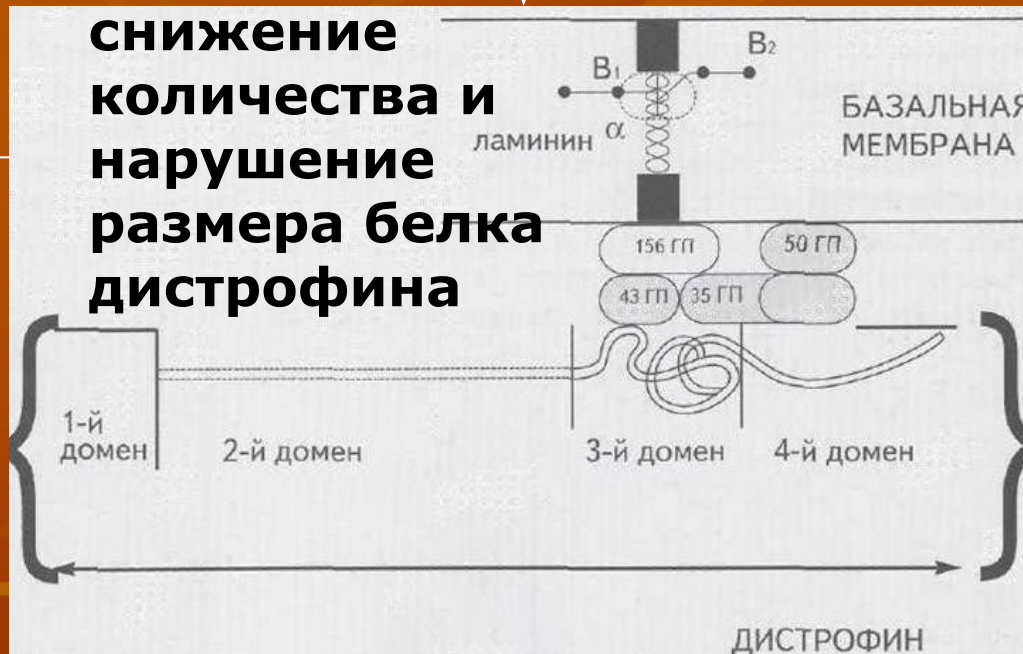 снижение
количества и
нарушение
размера белка
дистрофина
B₁
B₂
ламинин
α
БАЗАЛЬНАЯ
МЕМБРАНА
156 ГП
50 ГП
43 ГП
35 ГП
1-й
домен
2-й домен
3-й домен
4-й домен
ДИСТРОФИН